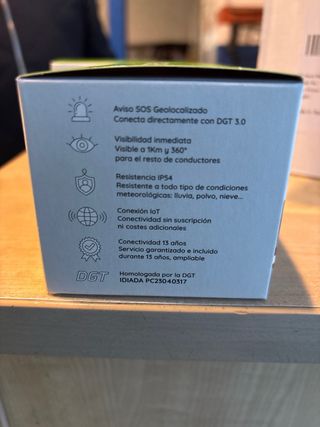 Aviso SOS Geolocalizado
Conecta directamente con DGT 3.0
Visibilidad inmediata
Visible a 1Km y 360°
para el resto de conductores
Resistencia IP54
Resistente a todo tipo de condiciones
meteorológicas: lluvia, polvo, nieve...
Conexión IoT
Conectividad sin suscripción
ni costes adicionales
Conectividad 13 años
Servicio garantizado e incluido
durante 13 años, ampliable
DGT
Homologada por la DGT
IDIADA PC23040317